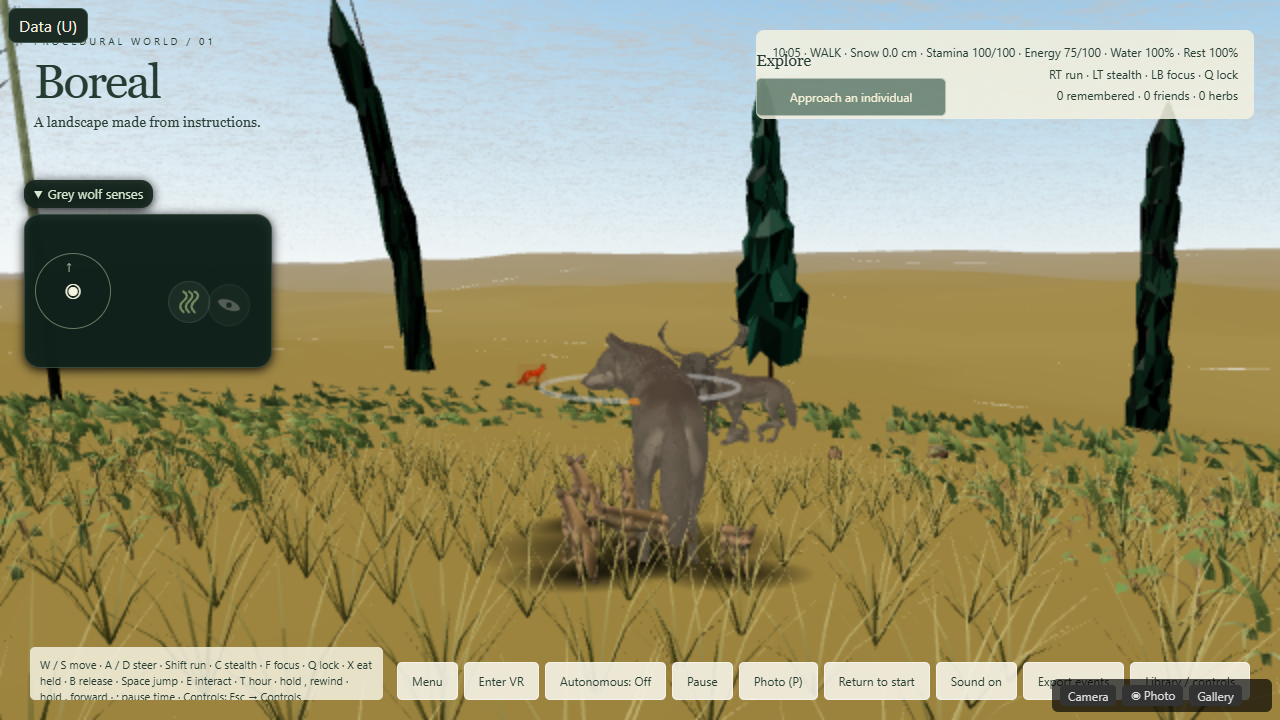 Data (U)
PROCEDURAL WORLD / 01
Boreal
A landscape made from instructions.
10:05 · WALK · Snow 0.0 cm · Stamina 100/100 · Energy 75/100 · Water 100% · Rest 100%
Explore
RT run · LT stealth · LB focus · Q lock
Approach an individual
0 remembered · 0 friends · 0 herbs
▼ Grey wolf senses
↑
W / S move · A / D steer · Shift run · C stealth · F focus · Q lock · X eat
held · B release · Space jump · E interact · T hour · hold , rewind ·
hold . forward · ; pause time · Controls: Esc → Controls
Menu
Enter VR
Autonomous: Off
Pause
Photo (P)
Return to start
Sound on
Export events
Library / controls
Camera
◉ Photo
Gallery